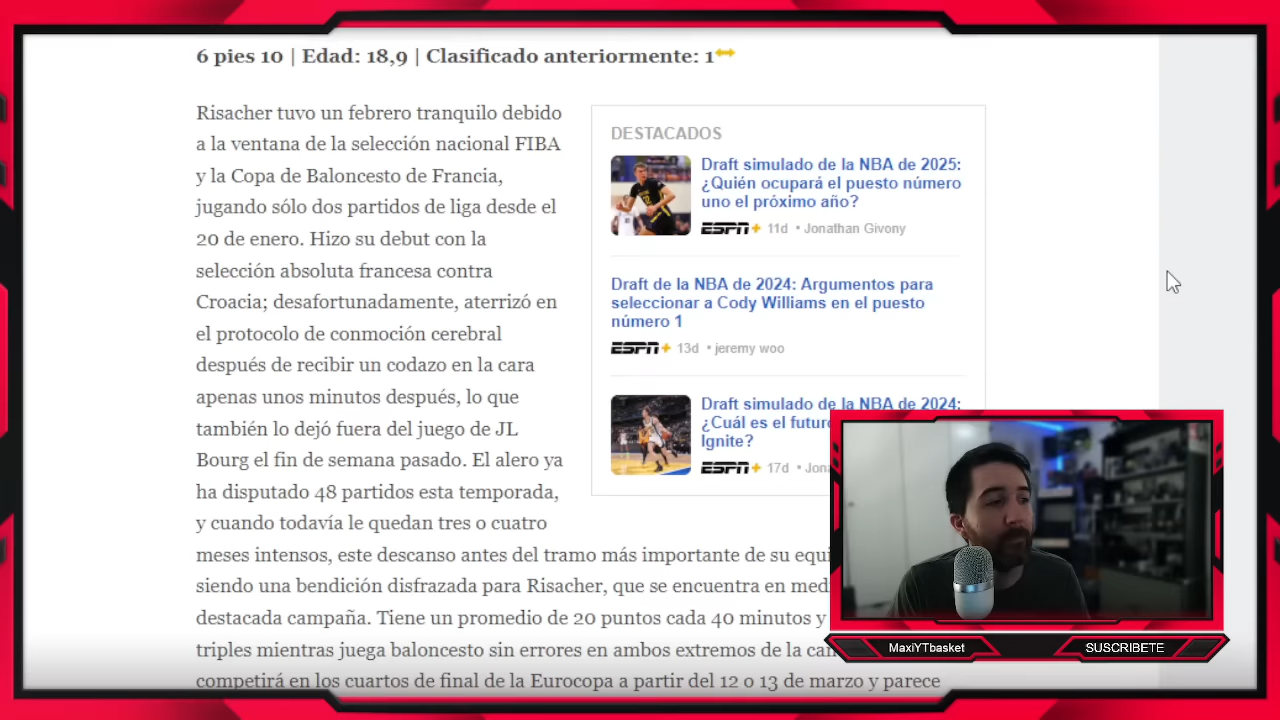 6 pies 10 | Edad: 18,9 | Clasificado anteriormente: 1
Risacher tuvo un febrero tranquilo debido
a la ventana de la selección nacional FIBA
y la Copa de Baloncesto de Francia,
jugando sólo dos partidos de liga desde el
20 de enero. Hizo su debut con la
selección absoluta francesa contra
Croacia; desafortunadamente, aterrizó en
el protocolo de conmoción cerebral
después de recibir un codazo en la cara
apenas unos minutos después, lo que
también lo dejó fuera del juego de JL
Bourg el fin de semana pasado. El alero ya
ha disputado 48 partidos esta temporada,
y cuando todavía le quedan tres o cuatro
meses intensos, este descanso antes del tramo más importante de su
siendo una bendición disfrazada para Risacher, que se encuentra en
destacada campaña. Tiene un promedio de 20 puntos cada 40 minutos y
triples mientras juega baloncesto sin errores en ambos extremos de la
competirá en los cuartos de final de la Eurocopa a partir del 12 o 13 de marzo y parece
DESTACADOS
Draft simulado de la NBA de 2025:
¿Quién ocupará el puesto número
uno el próximo año?
ESPN+ 11d • Jonathan Givony
Draft de la NBA de 2024: Argumentos para
seleccionar a Cody Williams en el puesto
número 1
ESPN+ 13d • jeremy woo
Draft simulado de la NBA de 2024:
¿Cuál es el
Ignite?
ESPN+ 17d •
MaxiYTbasket
SUSCRIBETE